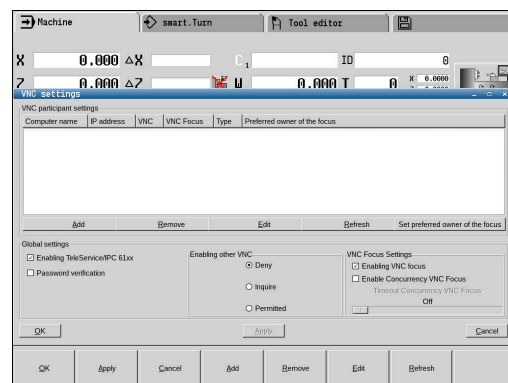 Machine smart.Turn Tool editor
X 0.000 △X C 1 ID 0
Z 0.000 △Z W 0.000 T 0 X 0.0000
VNC settings
VNC participant settings
Computer name IP address VNC VNC Focus Type Preferred owner of the focus
Add Remove Edit Refresh Set preferred owner of the focus
Global settings
Enabling TeleService/IPC 61xx
Password verification
Enabling other VNC
Deny
Inquire
Permitted
VNC Focus Settings
Enabling VNC focus
Enable Concurrency VNC Focus
Timeout Concurrency VNC Focus
Off
OK Apply Cancel
OK Apply Cancel Add Remove Edit Refresh